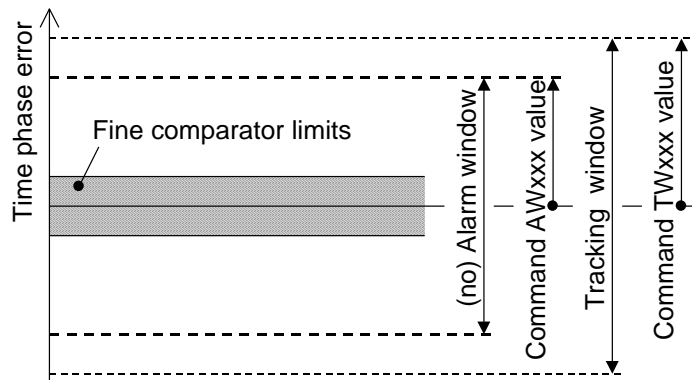 Time phase error
Fine comparator limits
(no) Alarm window
Command AWxxx value
Tracking window
Command TWxxx value